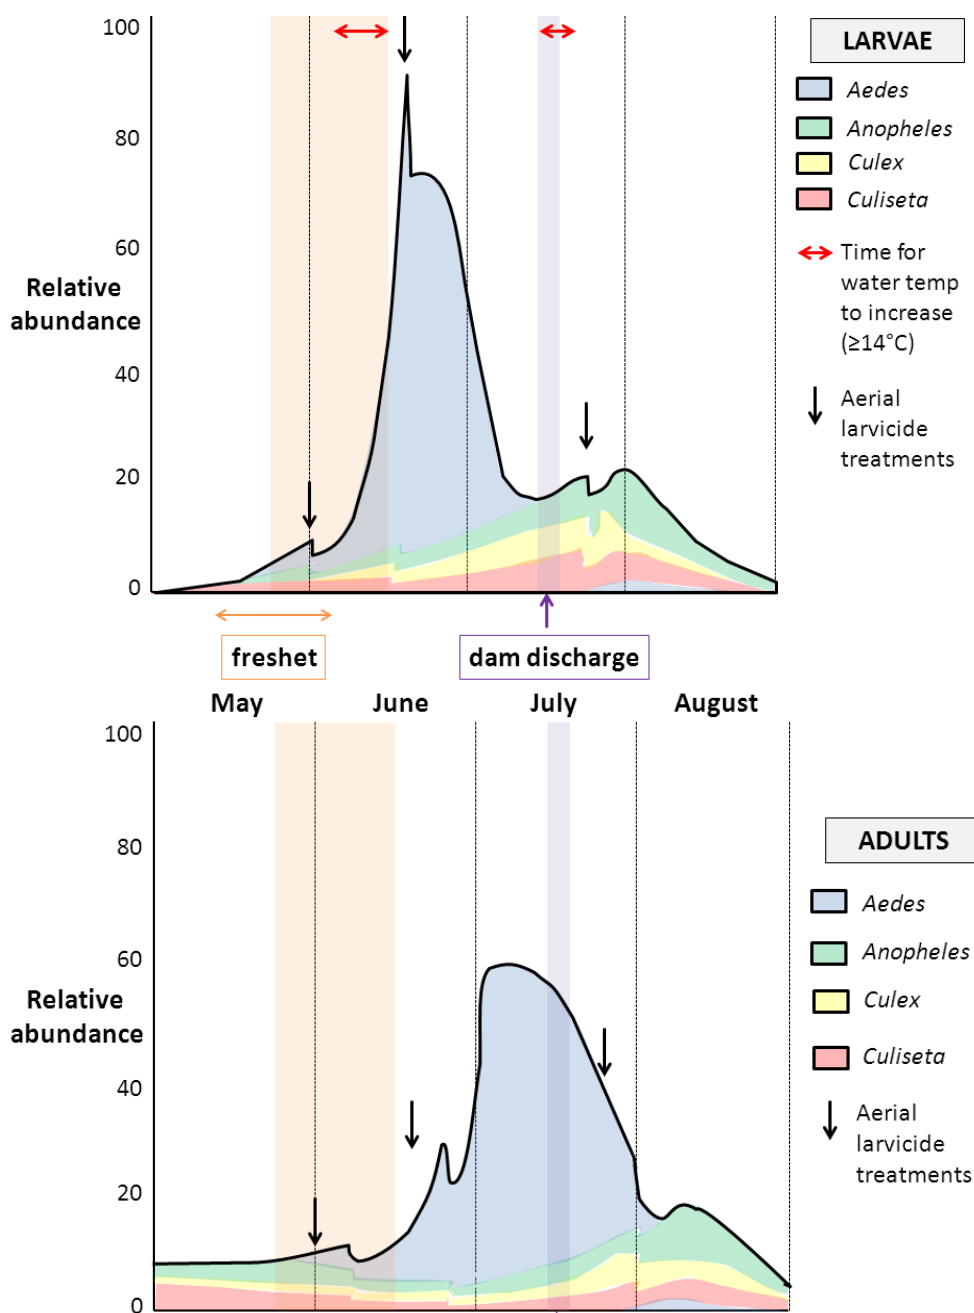 100
80
60
40
20
0
Relative
abundance
LARVAE
Aedes
Anopheles
Culex
Culiseta
Time for
water temp
to increase
(≥14°C)
Aerial
larvicide
treatments
freshet
dam discharge
May
June
July
August
100
80
60
40
20
0
Relative
abundance
ADULTS
Aedes
Anopheles
Culex
Culiseta
Aerial
larvicide
treatments